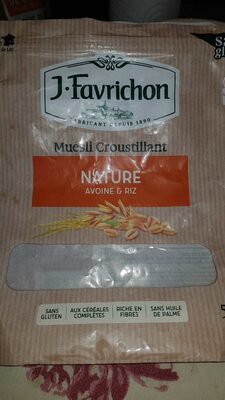 J·Favrichon
FABRICANT DEPUIS 1890
Muesli Croustillant
NATURE
AVOINE & RIZ
SANS GLUTEN
AUX CÉRÉALES COMPLÈTES
RICHE EN FIBRES
SANS HUILE DE PALME